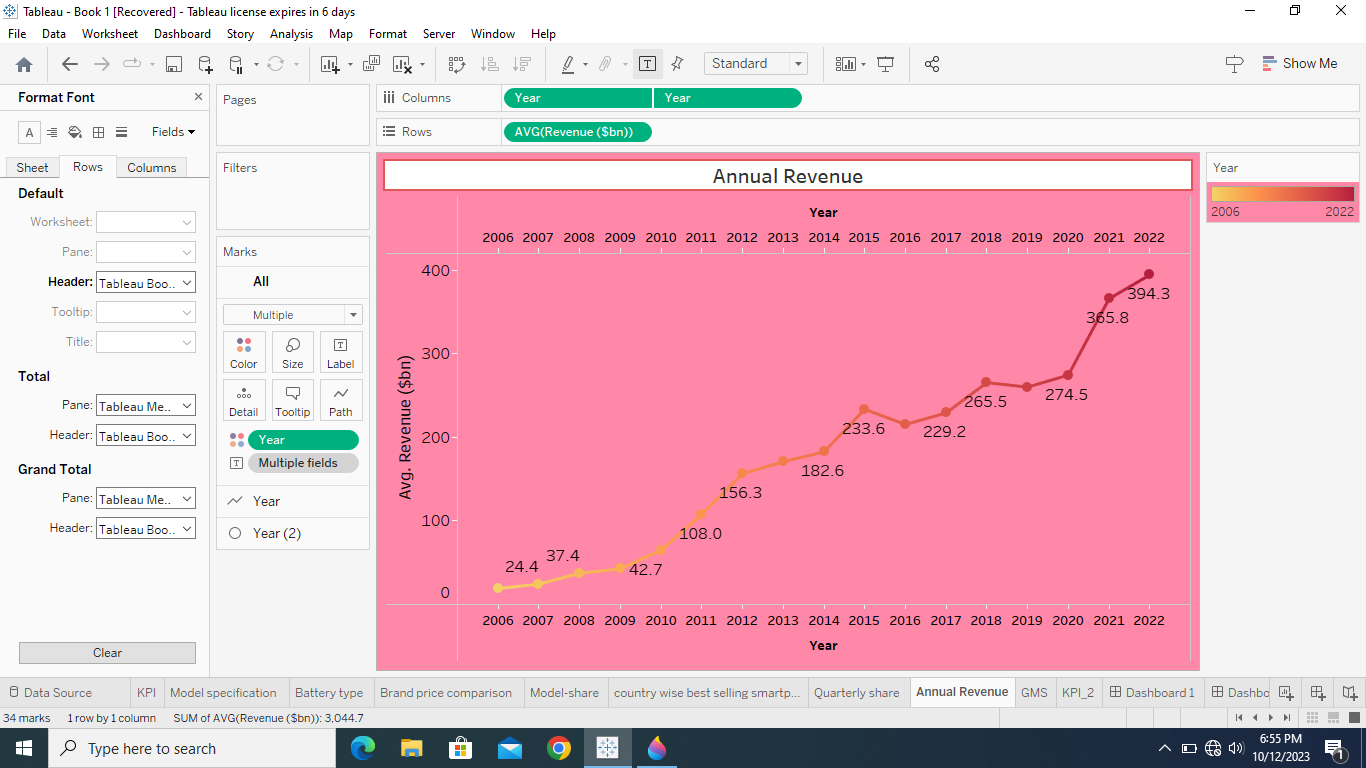 Tableau - Book 1 [Recovered] - Tableau license expires in 6 days
File Data Worksheet Dashboard Story Analysis Map Format Server Window Help
Standard
Show Me
Format Font
Fields
Sheet Rows Columns
Default
Worksheet:
Pane:
Header: Tableau Boo..
Tooltip:
Title:
Total
Pane: Tableau Me..
Header: Tableau Boo..
Grand Total
Pane: Tableau Me..
Header: Tableau Boo..
Clear
Pages
Filters
Marks
All
Multiple
Color Size Label
Detail Tooltip Path
Year
Multiple fields
Year
Year (2)
Columns Year Year
Rows AVG(Revenue ($bn))
Annual Revenue
Year
2006 2007 2008 2009 2010 2011 2012 2013 2014 2015 2016 2017 2018 2019 2020 2021 2022
Avg. Revenue ($bn)
400
300
200
100
0
24.4
37.4
42.7
108.0
156.3
182.6
233.6
229.2
265.5
274.5
365.8
394.3
2006 2007 2008 2009 2010 2011 2012 2013 2014 2015 2016 2017 2018 2019 2020 2021 2022
Year
Year
2006 2022
Data Source KPI Model specification Battery type Brand price comparison Model-share country wise best selling smartp... Quarterly share Annual Revenue GMS KPI_2 Dashboard 1 Dashbo
34 marks 1 row by 1 column SUM of AVG(Revenue ($bn)): 3,044.7
Type here to search
6:55 PM
10/12/2023
1